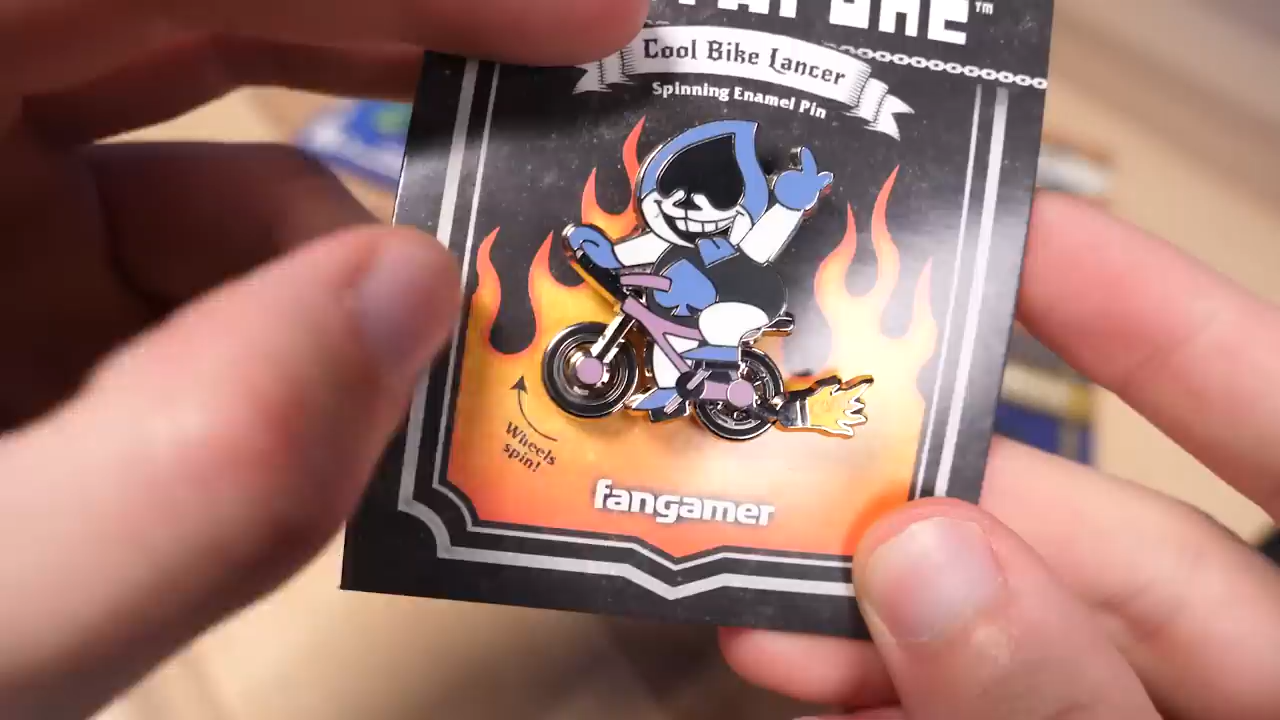 Cool Bike Lancer
Spinning Enamel Pin
Wheels
spin!
fangamer